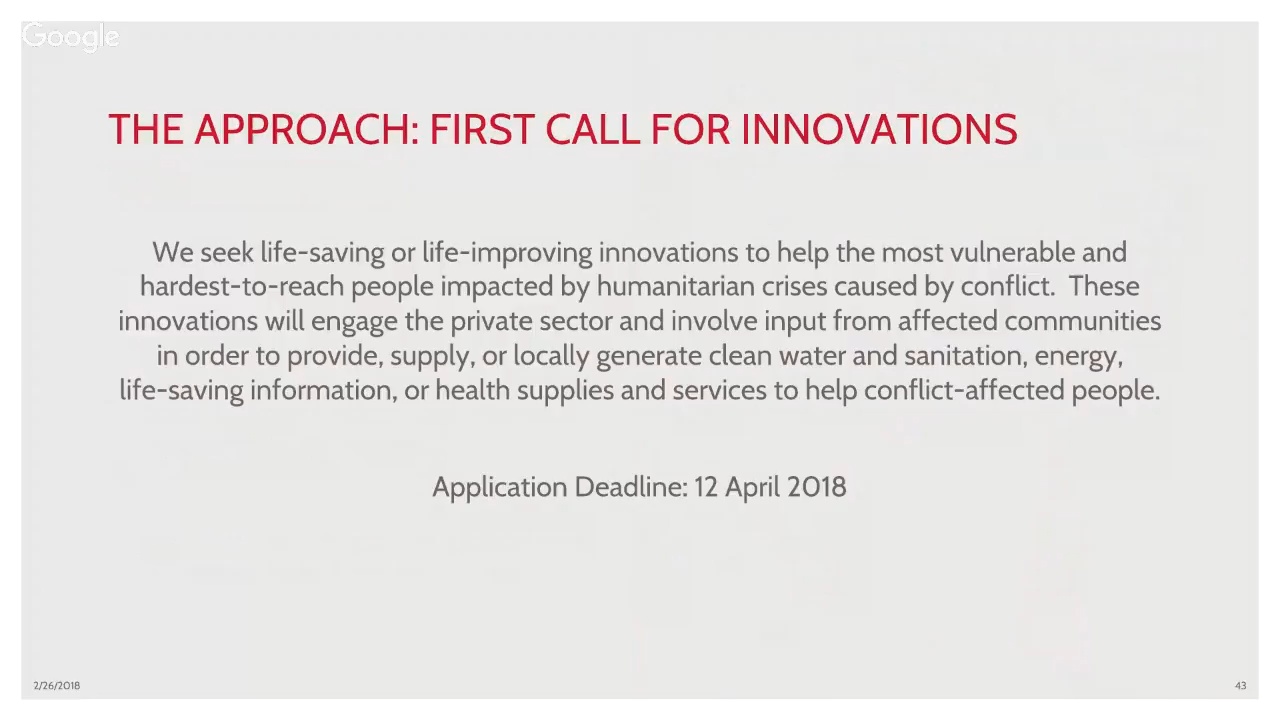 Google
THE APPROACH: FIRST CALL FOR INNOVATIONS
We seek life-saving or life-improving innovations to help the most vulnerable and
hardest-to-reach people impacted by humanitarian crises caused by conflict.  These
innovations will engage the private sector and involve input from affected communities
in order to provide, supply, or locally generate clean water and sanitation, energy,
life-saving information, or health supplies and services to help conflict-affected people.
Application Deadline: 12 April 2018
2/26/2018
43